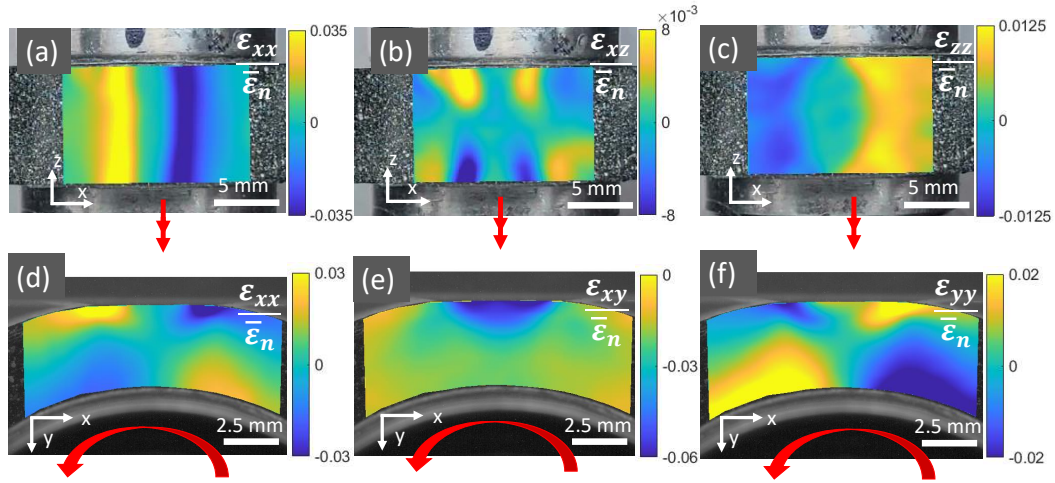 (a)
ε_xx / ε̄_n
0.035
0
-0.035
z
x
5 mm
(b)
ε_xz / ε̄_n
8 ×10⁻³
0
-8
z
x
5 mm
(c)
ε_zz / ε̄_n
0.0125
0
-0.0125
z
x
5 mm
(d)
ε_xx / ε̄_n
0.03
0
-0.03
x
y
2.5 mm
(e)
ε_xy / ε̄_n
0
-0.03
-0.06
x
y
2.5 mm
(f)
ε_yy / ε̄_n
0.02
0
-0.02
x
y
2.5 mm